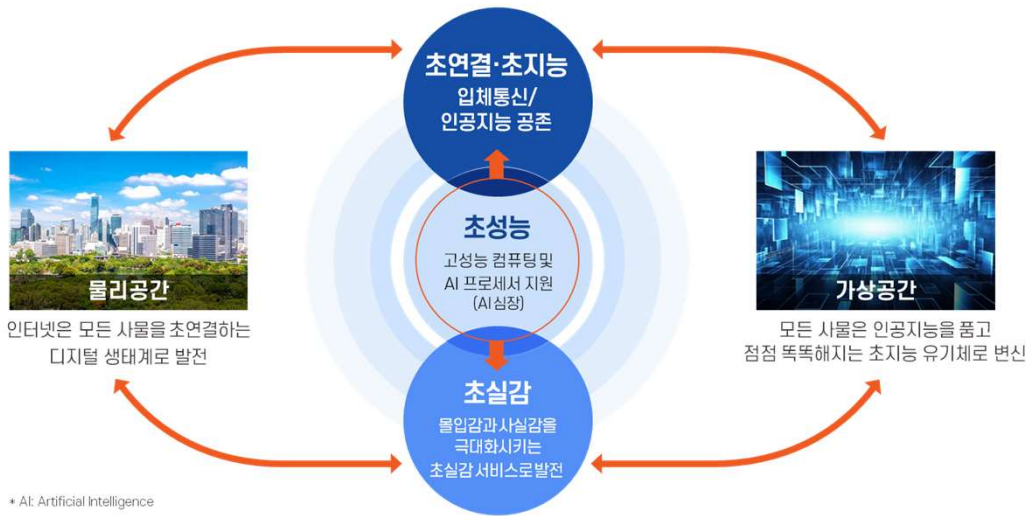 초연결·초지능
입체통신/
인공지능 공존
초성능
고성능 컴퓨팅 및
AI 프로세서 지원
(AI 심장)
물리공간
인터넷은 모든 사물을 초연결하는
디지털 생태계로 발전
가상공간
모든 사물은 인공지능을 품고
점점 똑똑해지는 초지능 유기체로 변신
초실감
몰입감과 사실감을
극대화시키는
초실감 서비스로 발전
* AI: Artificial Intelligence